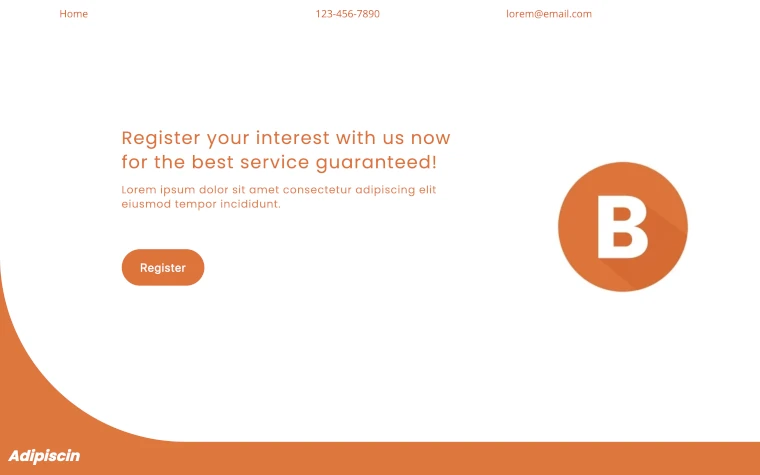 Home
123-456-7890
lorem@email.com
Register your interest with us now
for the best service guaranteed!
Lorem ipsum dolor sit amet consectetur adipiscing elit
eiusmod tempor incididunt.
B
Register
Adipiscin